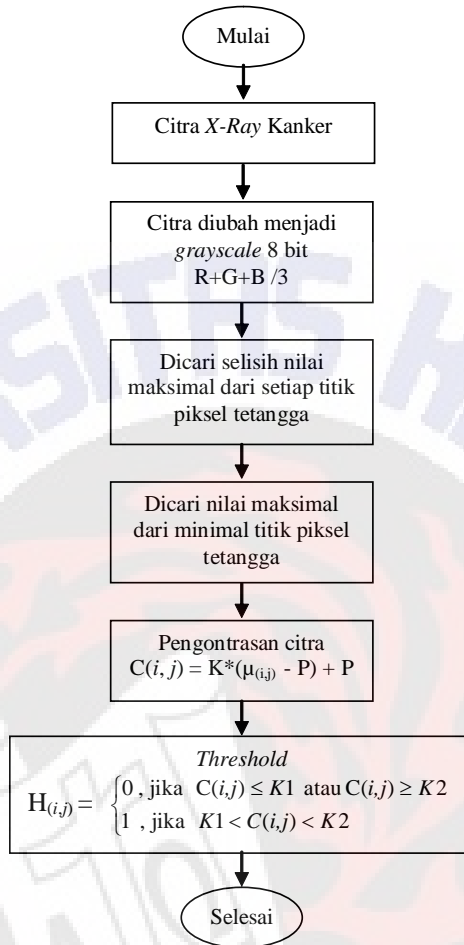 Mulai
Citra X-Ray Kanker
Citra diubah menjadi
grayscale 8 bit
R+G+B /3
Dicari selisih nilai
maksimal dari setiap titik
piksel tetangga
Dicari nilai maksimal
dari minimal titik piksel
tetangga
Pengontrasan citra
C(i, j) = K*(μ(i,j) - P) + P
Threshold
H(i,j) = { 0 , jika C(i,j) ≤ K1 atau C(i,j) ≥ K2
1 , jika K1 < C(i,j) < K2
Selesai